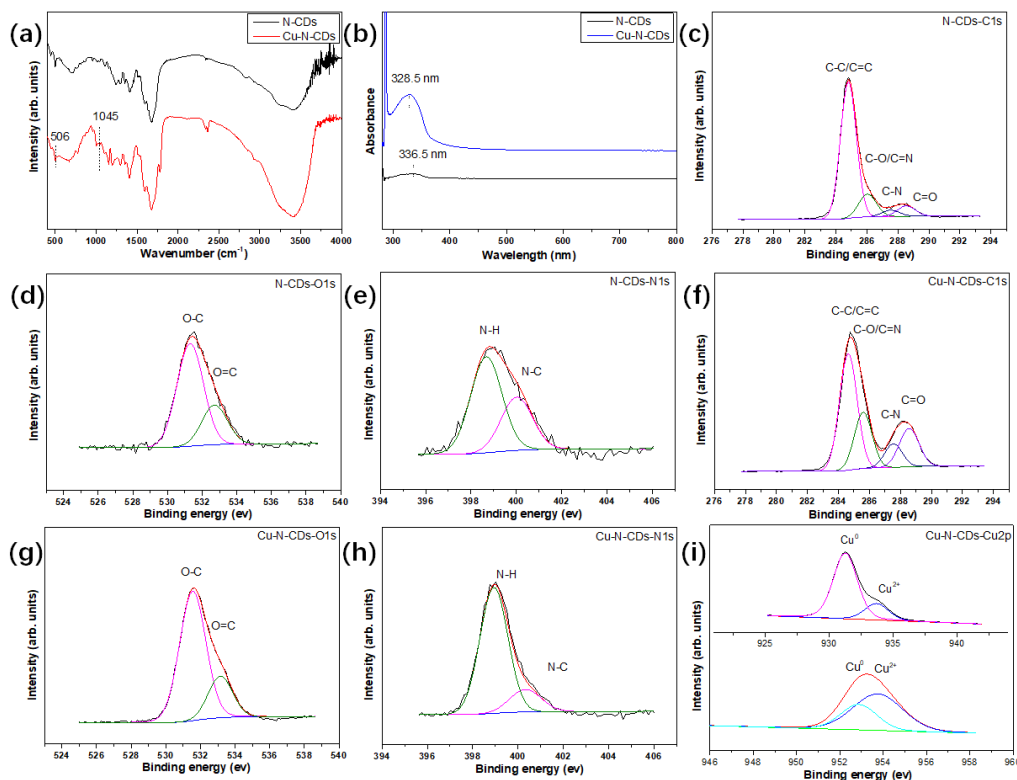 (a)
N-CDs
Cu-N-CDs
506
1045
Intensity (arb. units)
500 1000 1500 2000 2500 3000 3500 4000
Wavenumber (cm-1)
(b)
N-CDs
Cu-N-CDs
328.5 nm
336.5 nm
Absorbance
300 400 500 600 700 800
Wavelength (nm)
(c)
N-CDs-C1s
C-C/C=C
C-O/C=N
C-N
C=O
Intensity (arb. units)
276 278 280 282 284 286 288 290 292 294
Binding energy (ev)
(d)
N-CDs-O1s
O-C
O=C
Intensity (arb. units)
524 526 528 530 532 534 536 538 540
Binding energy (ev)
(e)
N-CDs-N1s
N-H
N-C
Intensity (arb. units)
394 396 398 400 402 404 406
Binding energy (ev)
(f)
Cu-N-CDs-C1s
C-C/C=C
C-O/C=N
C-N
C=O
Intensity (arb. units)
276 278 280 282 284 286 288 290 292 294
Binding energy (ev)
(g)
Cu-N-CDs-O1s
O-C
O=C
Intensity (arb. units)
524 526 528 530 532 534 536 538 540
Binding energy (ev)
(h)
Cu-N-CDs-N1s
N-H
N-C
Intensity (arb. units)
394 396 398 400 402 404 406
Binding energy (ev)
(i)
Cu-N-CDs-Cu2p
Cu0
Cu2+
925 930 935 940
Cu0 Cu2+
Intensity (arb. units)
946 948 950 952 954 956 958 960
Binding energy (ev)